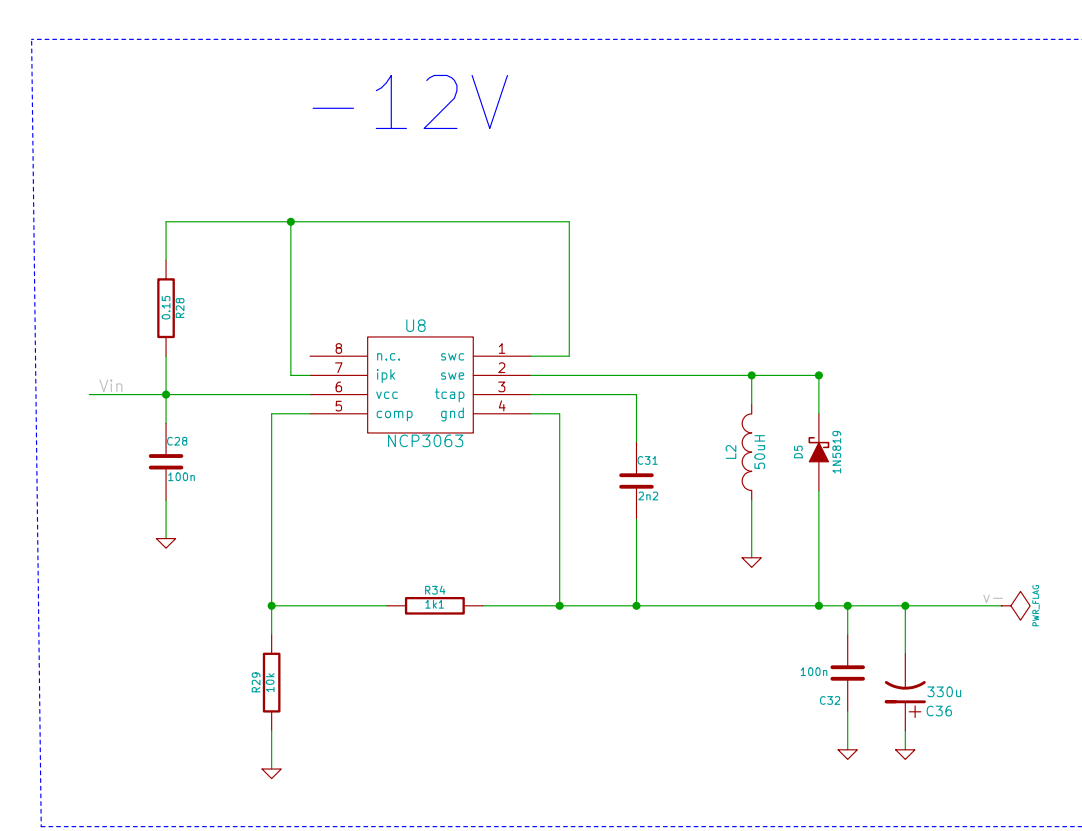 -12V
0.15
R28
U8
8
n.c.
swc
1
7
ipk
swe
2
Vin
6
vcc
tcap
3
5
comp
gnd
4
NCP3063
C28
100n
C31
2n2
L2
50uH
D5
1N5819
R34
1k1
v-
PWR_FLAG
R29
10k
100n
C32
330u
+
C36